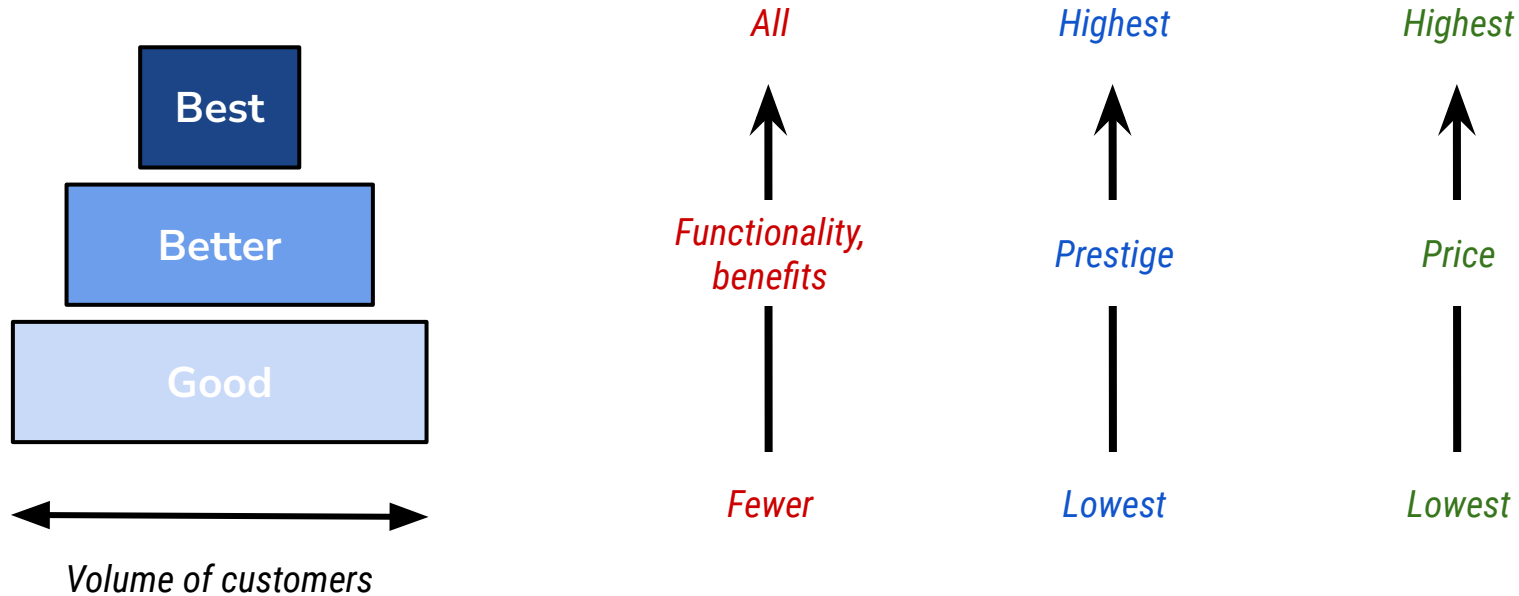 All
Highest
Highest
Best
Better
Functionality,
benefits
Prestige
Price
Good
Fewer
Lowest
Lowest
Volume of customers